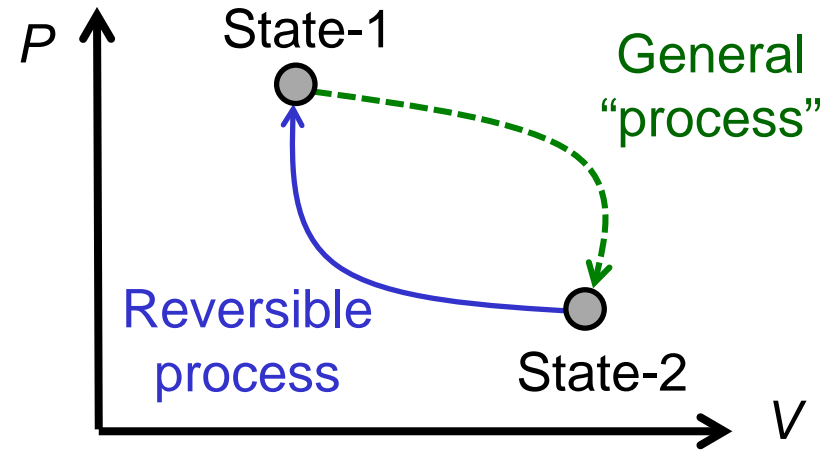 P
State-1
General
“process”
Reversible
process
State-2
V